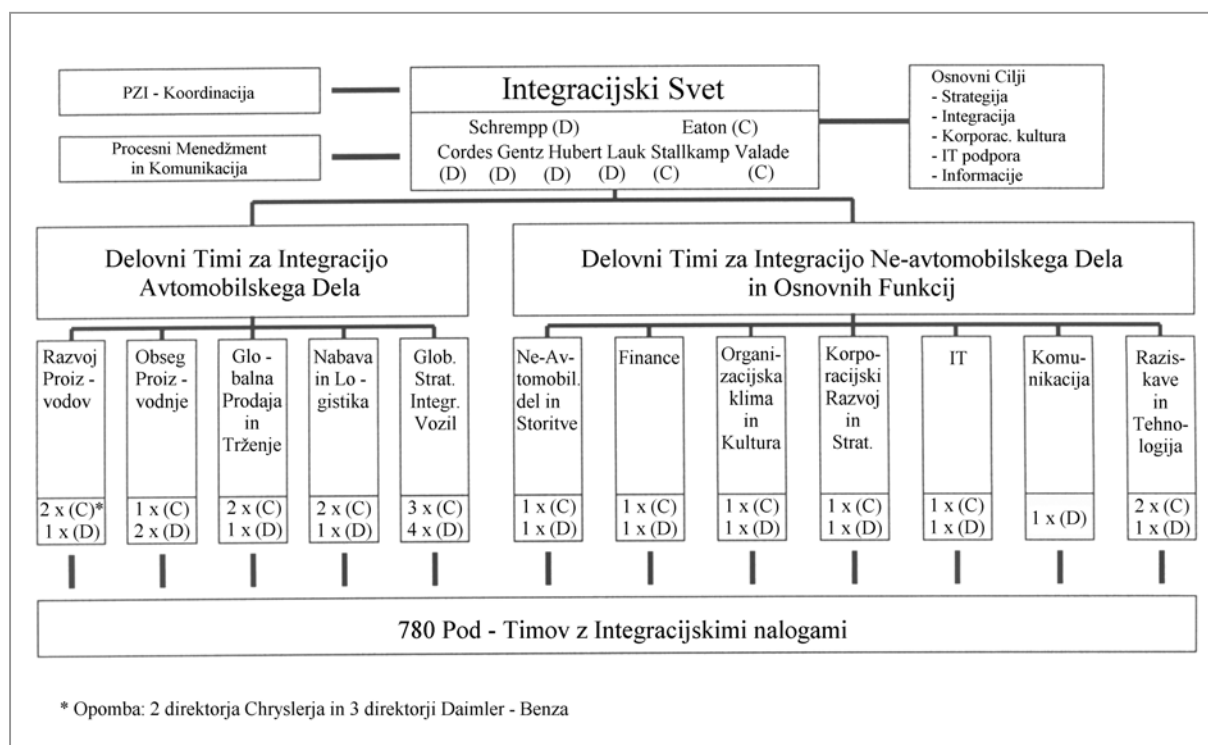 PZI - Koordinacija
Procesni Menedžment
in Komunikacija
Integracijski Svet
Schrempp (D) Eaton (C)
Cordes Gentz Hubert Lauk Stallkamp Valade
(D) (D) (D) (D) (C) (C)
Osnovni Cilji
- Strategija
- Integracija
- Korporac. kultura
- IT podpora
- Informacije
Delovni Timi za Integracijo
Avtomobilskega Dela
Delovni Timi za Integracijo Ne-avtomobilskega Dela
in Osnovnih Funkcij
Razvoj
Proiz -
vodov
2 x (C)*
1 x (D)
Obseg
Proiz -
vodnje
1 x (C)
2 x (D)
Glo -
balna
Prodaja
in
Trženje
2 x (C)
1 x (D)
Nabava
in Lo -
gistika
2 x (C)
1 x (D)
Glob.
Strat.
Integr.
Vozil
3 x (C)
4 x (D)
Ne-Av-
tomobil.
del in
Storitve
1 x (C)
1 x (D)
Finance
1 x (C)
1 x (D)
Organi-
zacijska
klima
in
Kultura
1 x (C)
1 x (D)
Korpo-
racijski
Razvoj
in
Strat.
1 x (C)
1 x (D)
IT
1 x (C)
1 x (D)
Komu-
nikacija
1 x (D)
Razis-
kave
in
Tehno-
logija
2 x (C)
1 x (D)
780 Pod - Timov z Integracijskimi nalogami
* Opomba: 2 direktorja Chryslerja in 3 direktorji Daimler - Benza